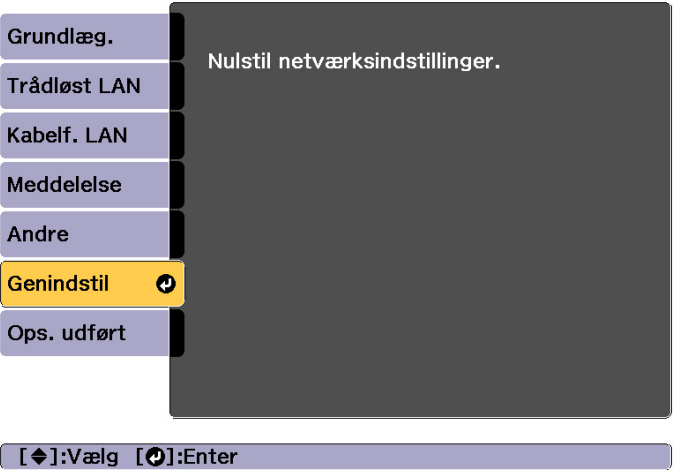 Grundlæg.
Nulstil netværksindstillinger.
Trådløst LAN
Kabelf. LAN
Meddelelse
Andre
Genindstil
Ops. udført
[◆]:Vælg [↵]:Enter